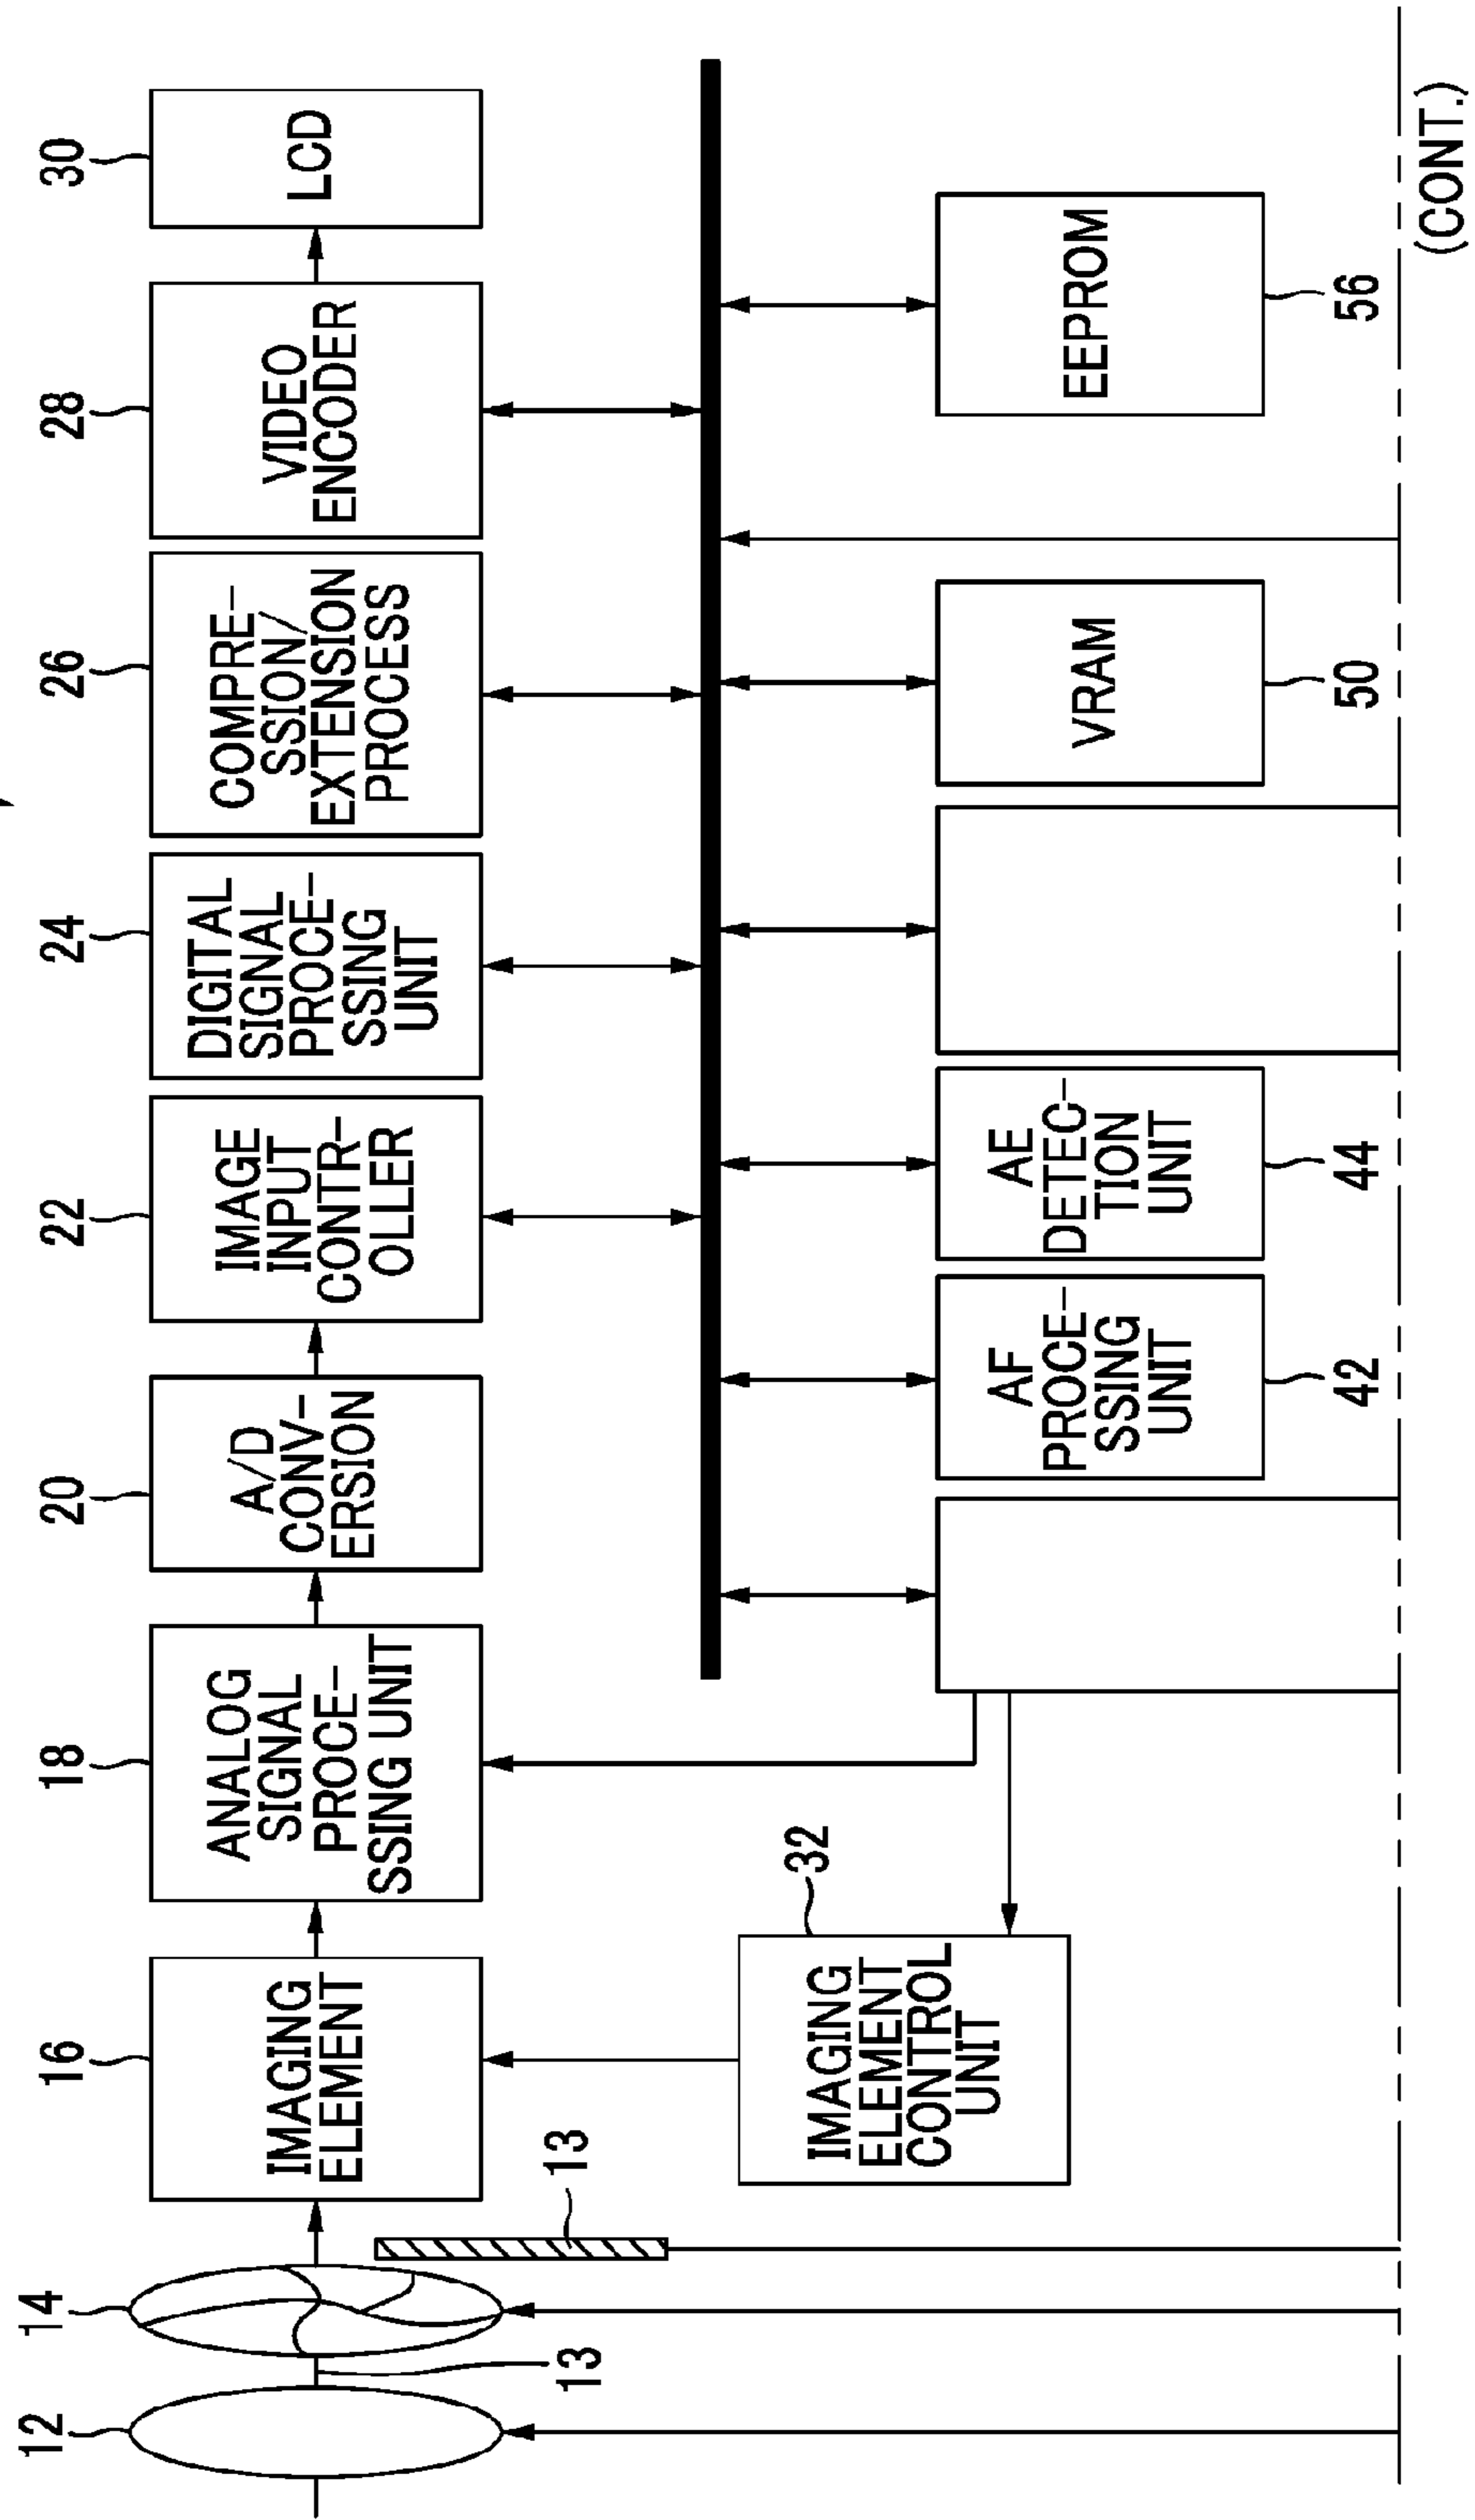 12
14
16
18
20
22
24
26
28
30
13
13
IMAGING
ELEMENT
ANALOG
SIGNAL
PROCE-
SSING UNIT
A/D
CONV-
ERSION
IMAGE
INPUT
CONTR-
OLLER
DIGITAL
SIGNAL
PROCE-
SSING
UNIT
COMPRE-
SSION/
EXTENSION
PROCESS
VIDEO
ENCODER
LCD
32
IMAGING
ELEMENT
CONTROL
UNIT
AF
PROCE-
SSING
UNIT
42
AE
DETEC-
TION
UNIT
44
VRAM
50
EEPROM
56
(CONT.)